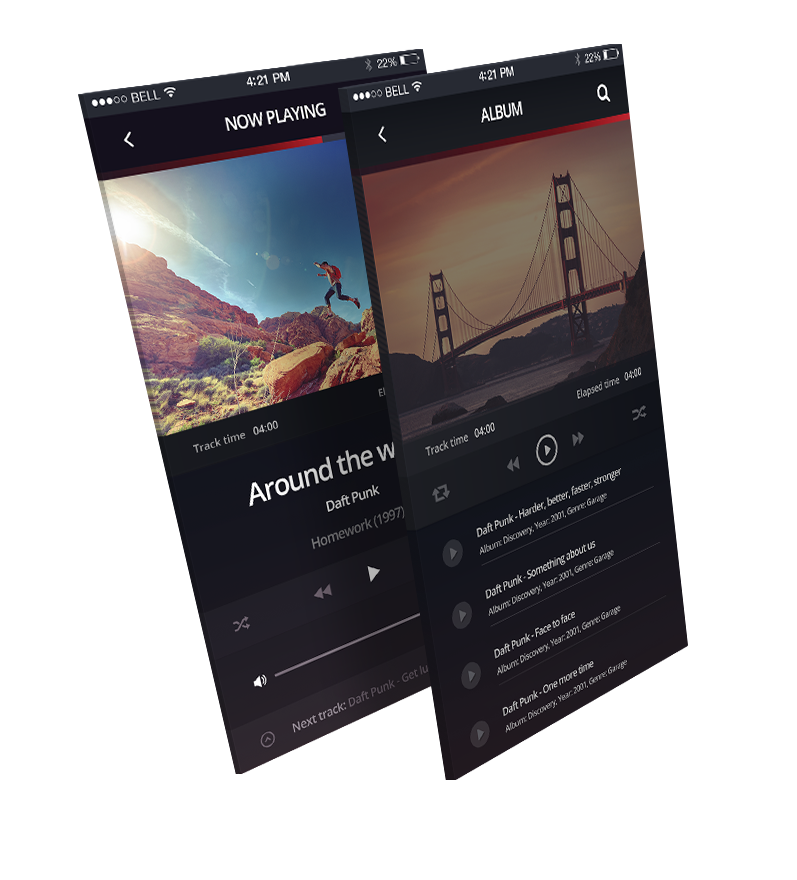 BELL
4:21 PM
22%
NOW PLAYING
Track time 04:00
El
Around the w
Daft Punk
Homework (1997)
Next track: Daft Punk - Get lu
BELL
4:21 PM
22%
ALBUM
Track time 04:00
Elapsed time 04:00
Daft Punk - Harder, better, faster, stronger
Album: Discovery, Year: 2001, Genre: Garage
Daft Punk - Something about us
Album: Discovery, Year: 2001, Genre: Garage
Daft Punk - Face to face
Album: Discovery, Year: 2001, Genre: Garage
Daft Punk - One more time
Album: Discovery, Year: 2001, Genre: Garage